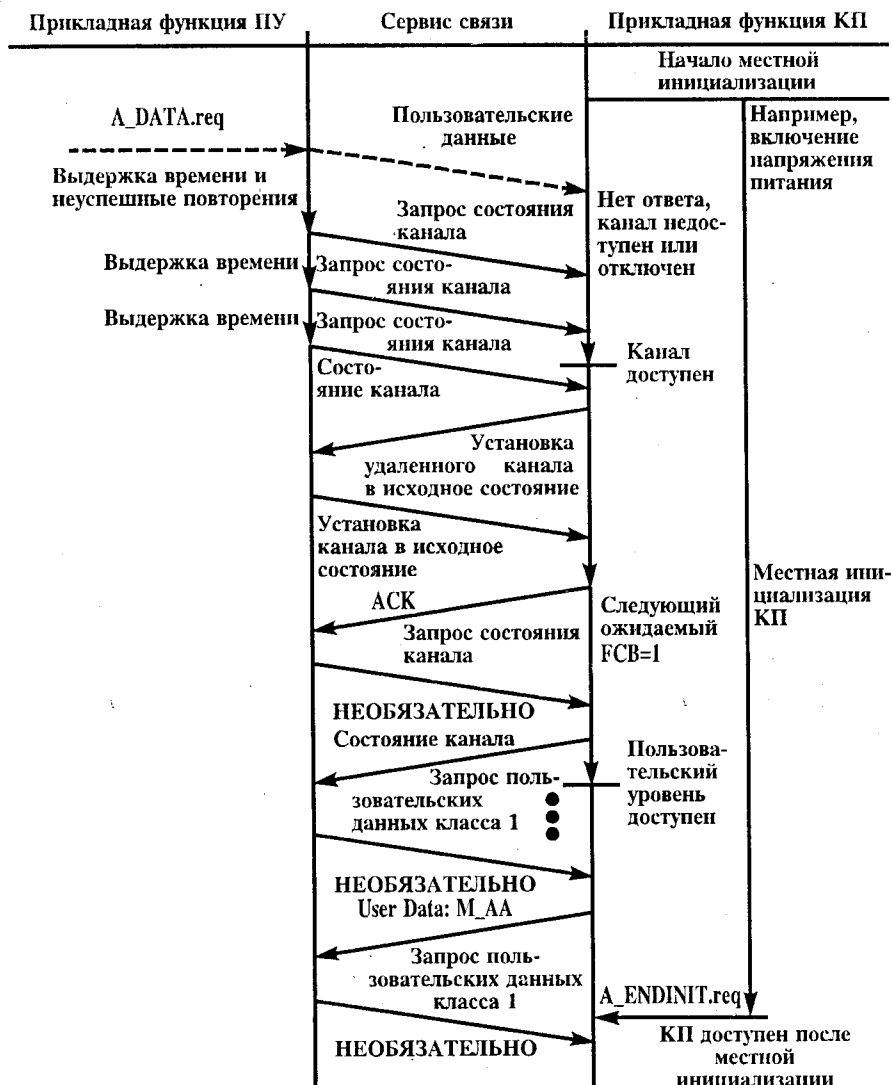 Прикладная функция ПУ
Сервис связи
Прикладная функция КП
Начало местной
инициализации
A_DATA.req
Пользовательские
данные
Например,
включение
напряжения
питания
Выдержка времени и
неуспешные повторения
Запрос состояния
канала
Нет ответа,
канал недос-
тупен или
отключен
Выдержка времени
Запрос состо-
яния канала
Выдержка времени
Запрос состо-
яния канала
Канал
доступен
Состо-
яние канала
Установка
удаленного канала
в исходное состояние
Установка
канала в исходное
состояние
Местная ини-
циализация
КП
ACK
Следующий
ожидаемый
FCB=1
Запрос состояния
канала
НЕОБЯЗАТЕЛЬНО
Состояние канала
Пользова-
тельский
уровень
доступен
Запрос поль-
зовательских
данных класса 1
НЕОБЯЗАТЕЛЬНО
User Data: M_AA
Запрос поль-
зовательских данных
класса 1
A_ENDINIT.req
НЕОБЯЗАТЕЛЬНО
КП доступен после
местной
инициализации